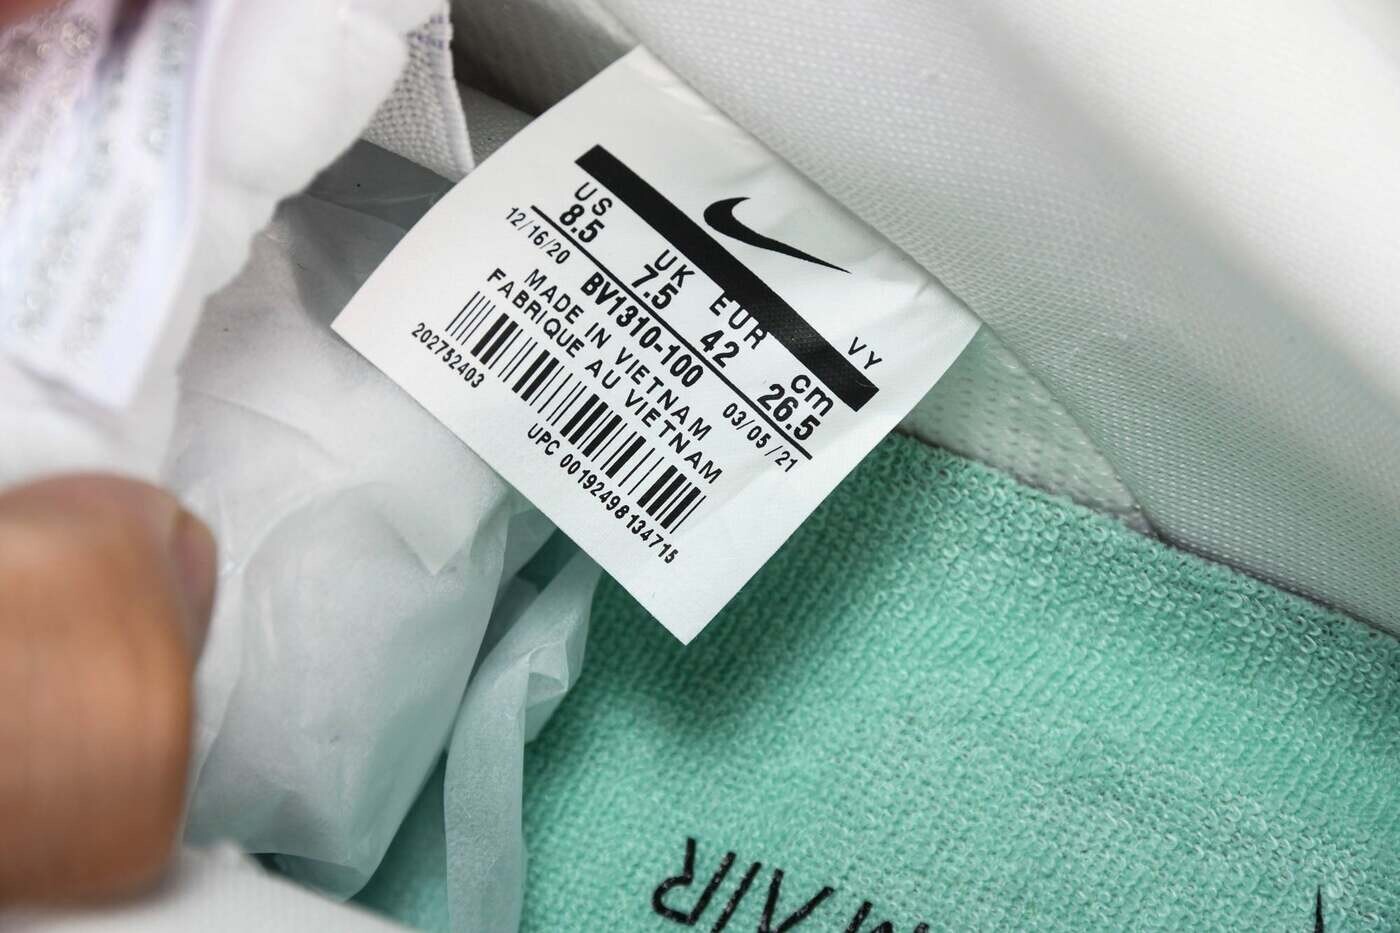 VY
US UK EUR cm
8.5 7.5 42 26.5
12/16/20 BV1310-100 03/05/21
MADE IN VIETNAM
FABRIQUE AU VIETNAM
202752403
UPC 00192498134715
AIR